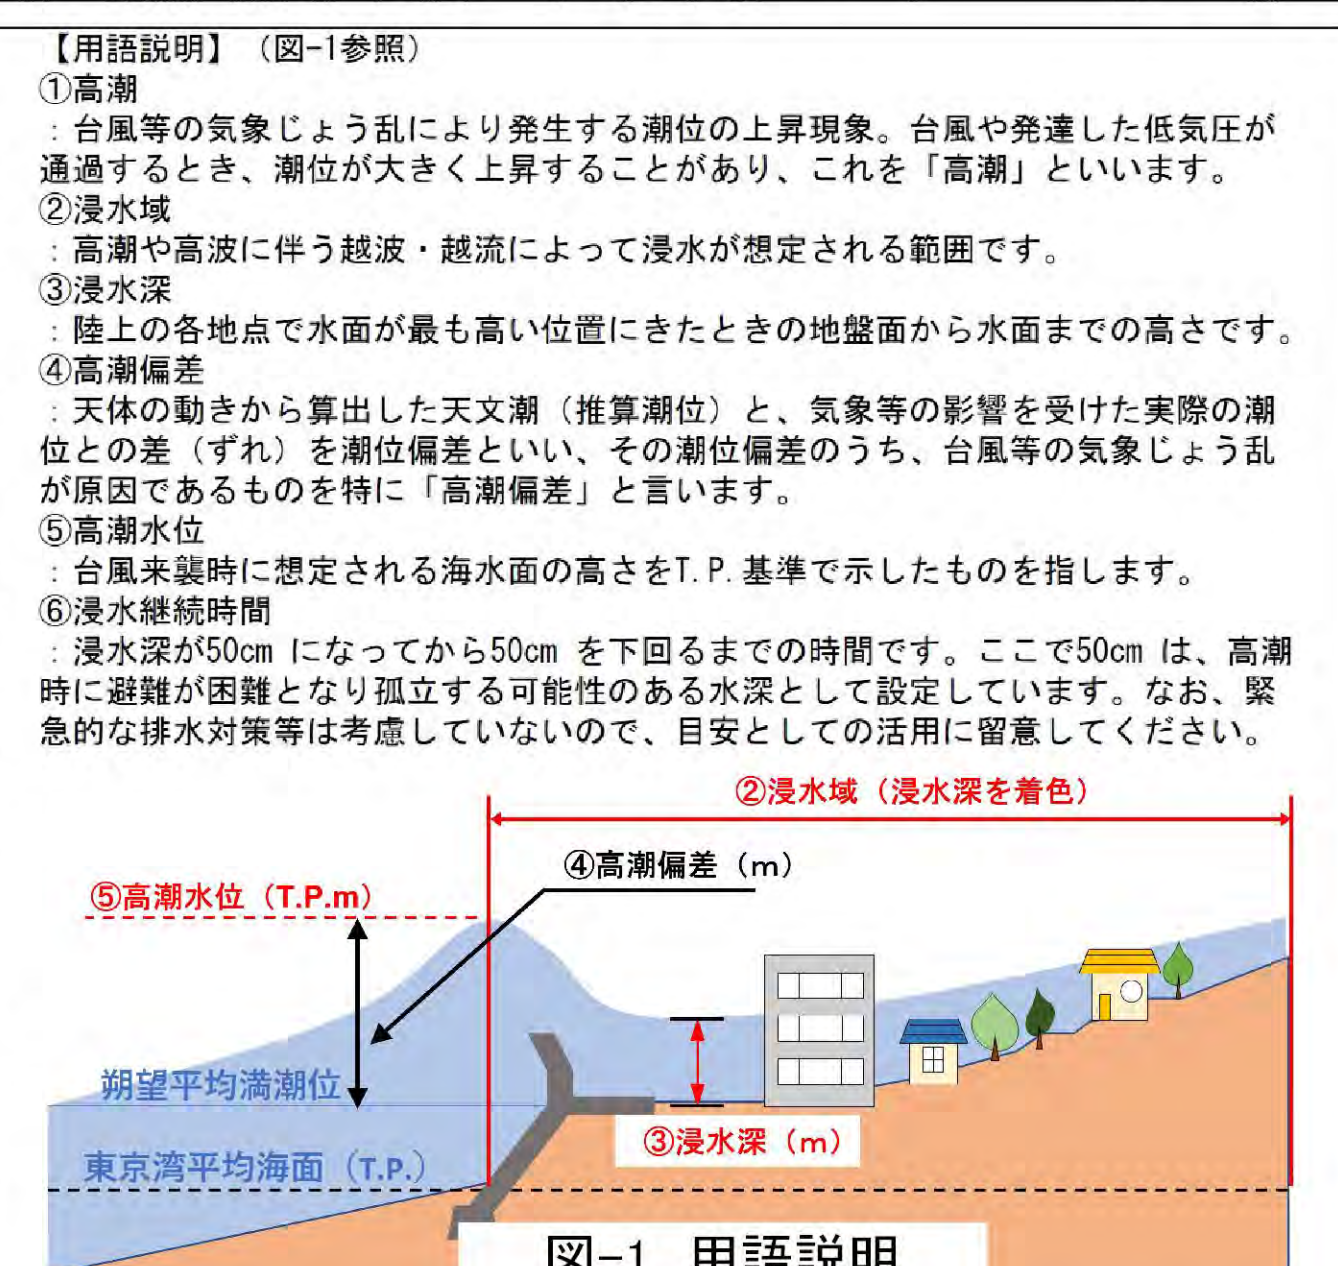 【用語説明】（図-1参照）
①高潮
：台風等の気象じょう乱により発生する潮位の上昇現象。台風や発達した低気圧が
通過するとき、潮位が大きく上昇することがあり、これを「高潮」といいます。
②浸水域
：高潮や高波に伴う越波・越流によって浸水が想定される範囲です。
③浸水深
：陸上の各地点で水面が最も高い位置にきたときの地盤面から水面までの高さです。
④高潮偏差
：天体の動きから算出した天文潮（推算潮位）と、気象等の影響を受けた実際の潮
位との差（ずれ）を潮位偏差といい、その潮位偏差のうち、台風等の気象じょう乱
が原因であるものを特に「高潮偏差」と言います。
⑤高潮水位
：台風来襲時に想定される海水面の高さをT.P.基準で示したものを指します。
⑥浸水継続時間
：浸水深が50cm になってから50cm を下回るまでの時間です。ここで50cm は、高潮
時に避難が困難となり孤立する可能性のある水深として設定しています。なお、緊
急的な排水対策等は考慮していないので、目安としての活用に留意してください。
②浸水域（浸水深を着色）
④高潮偏差（m）
⑤高潮水位（T.P.m）
朔望平均満潮位
③浸水深（m）
東京湾平均海面（T.P.）
図-1 用語説明